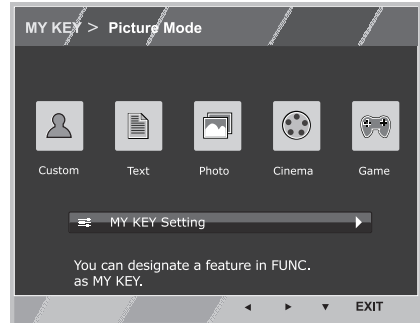 MY KEY > Picture Mode
Custom Text Photo Cinema Game
MY KEY Setting
You can designate a feature in FUNC.
as MY KEY.
EXIT